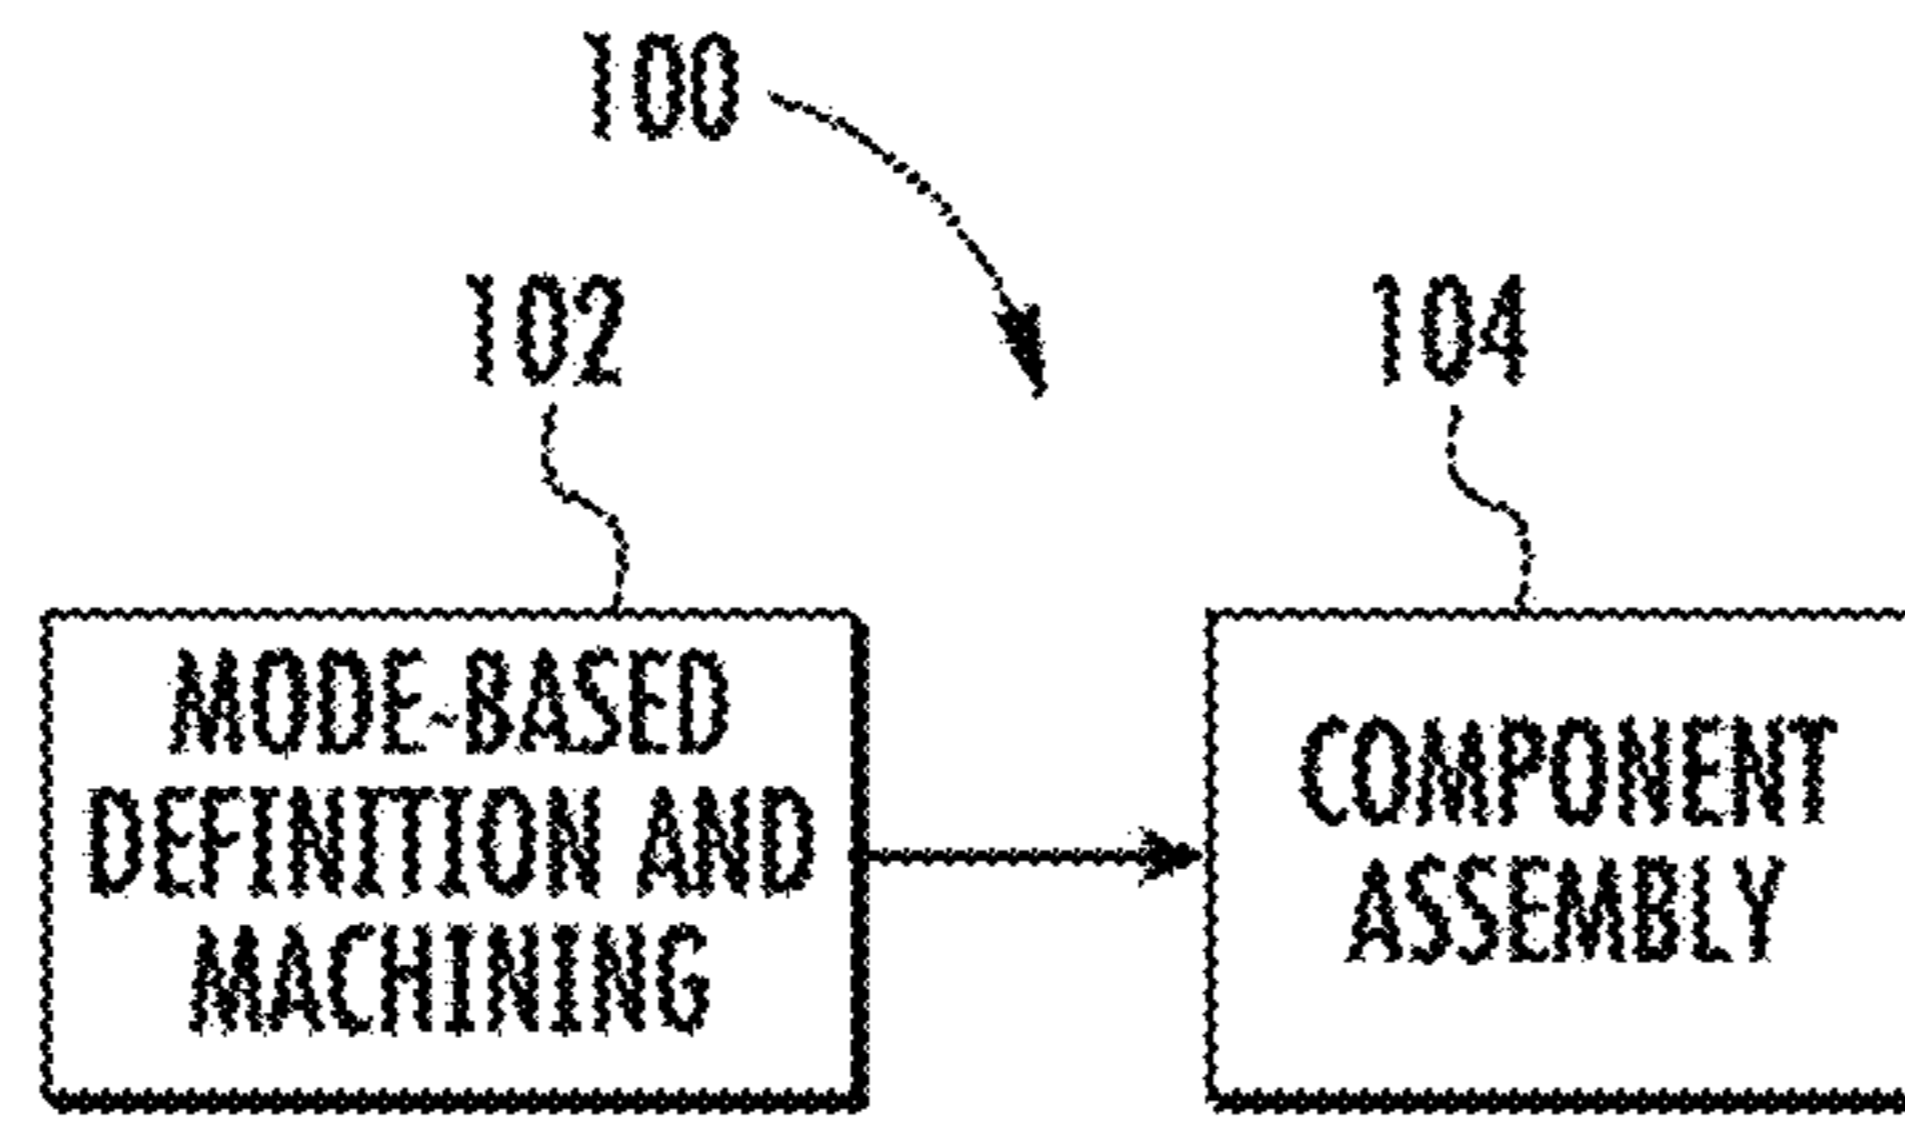 100
102
104
MODE-BASED
DEFINITION AND
MACHINING
COMPONENT
ASSEMBLY